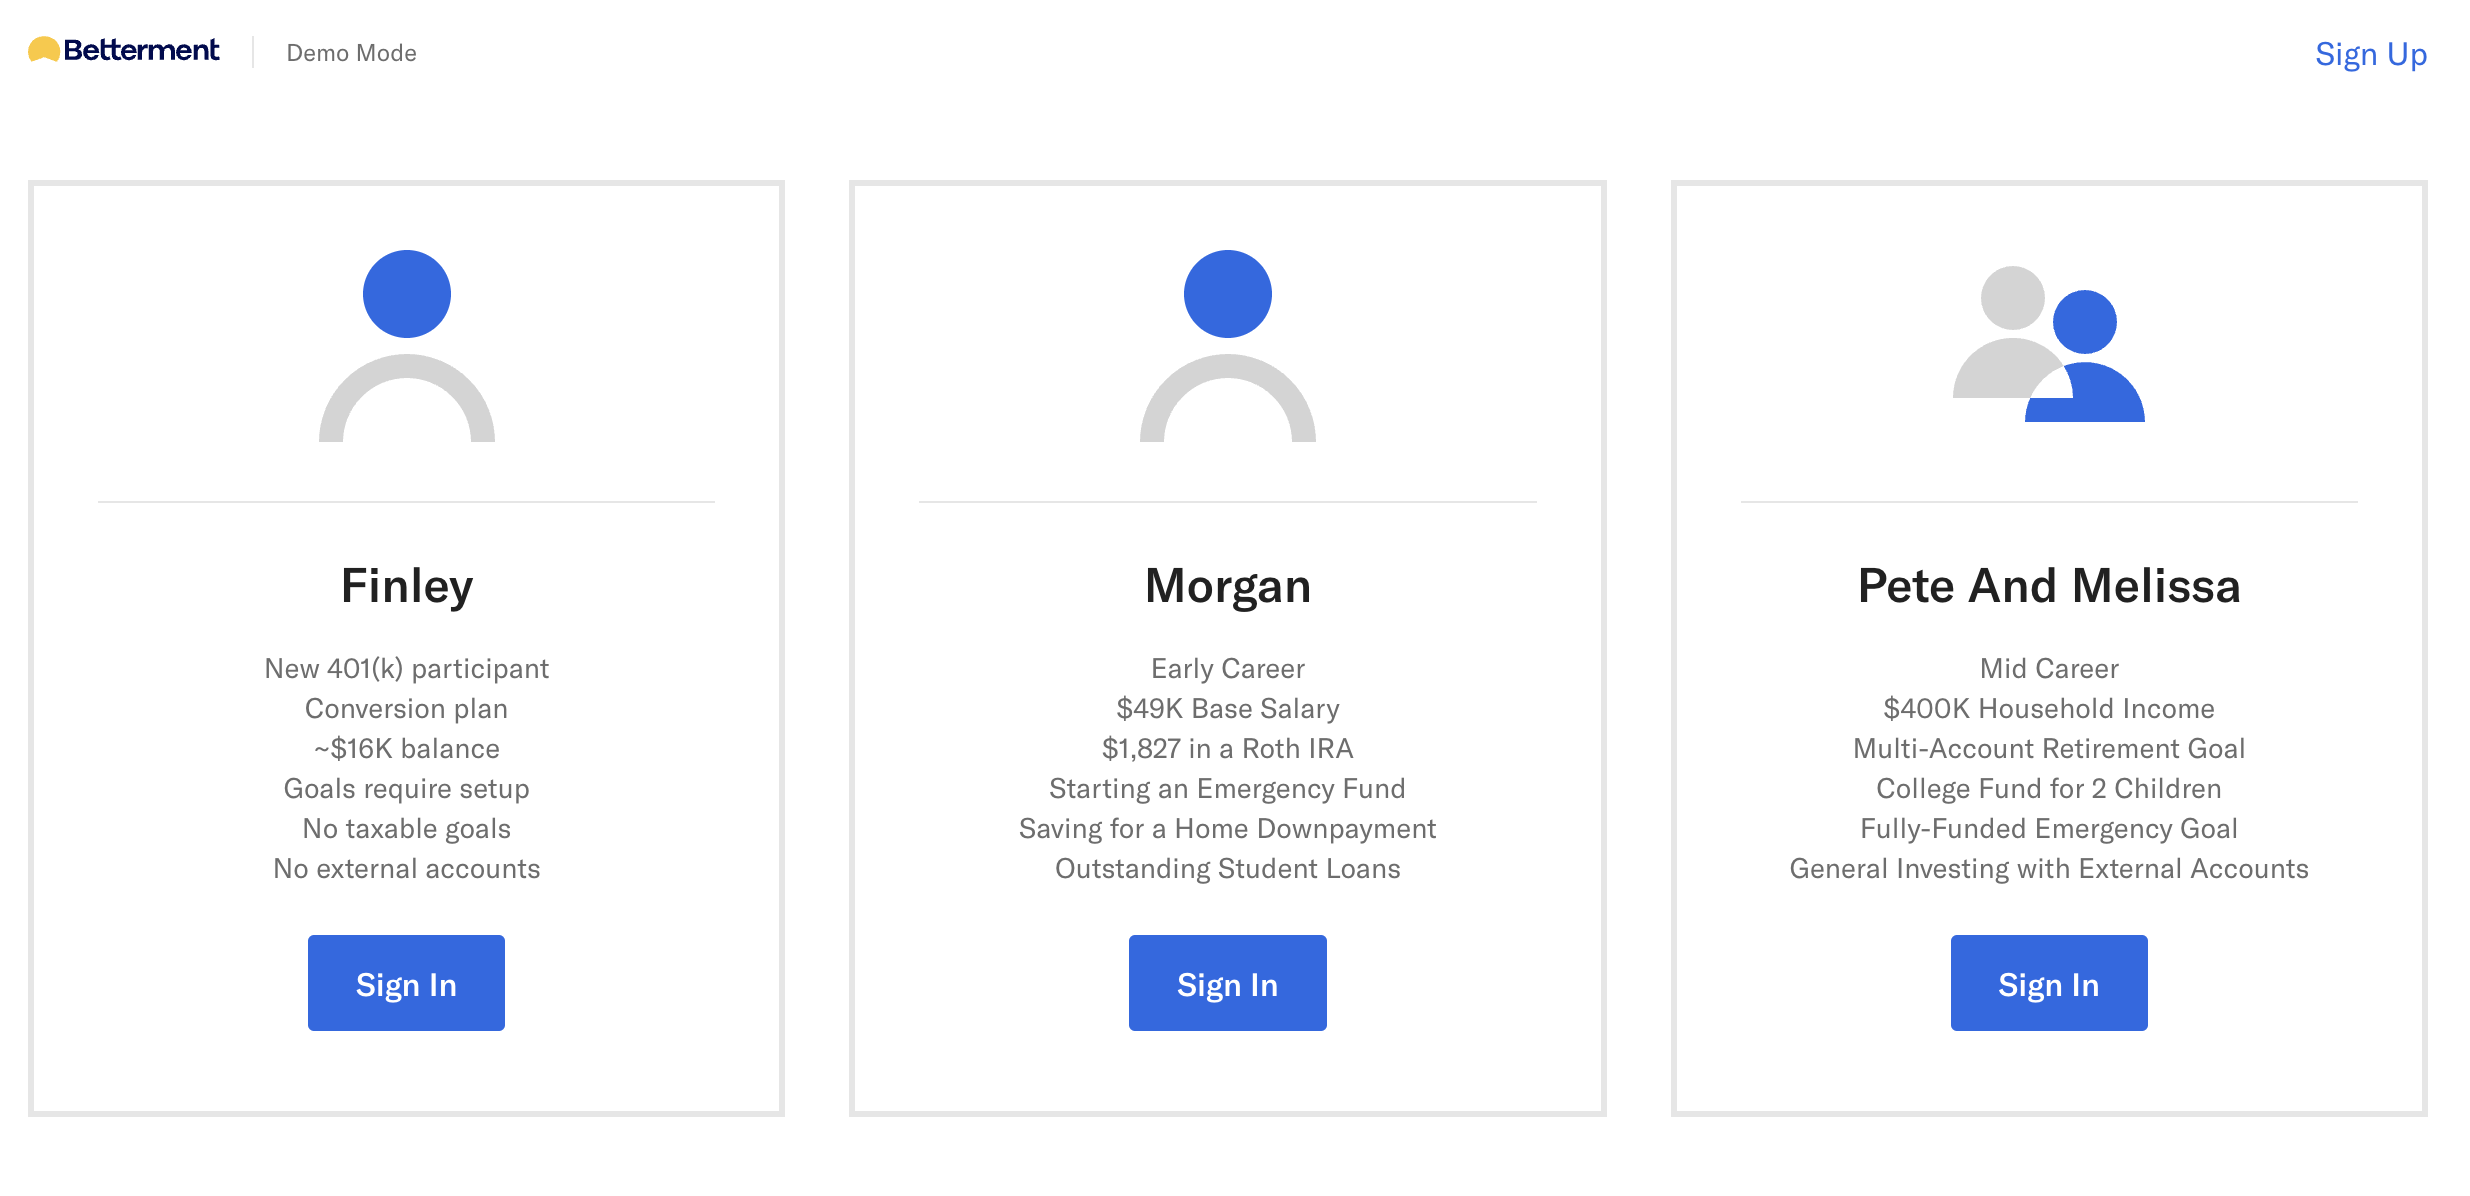 Betterment
Demo Mode
Sign Up
Finley
New 401(k) participant
Conversion plan
~$16K balance
Goals require setup
No taxable goals
No external accounts
Sign In
Morgan
Early Career
$49K Base Salary
$1,827 in a Roth IRA
Starting an Emergency Fund
Saving for a Home Downpayment
Outstanding Student Loans
Sign In
Pete And Melissa
Mid Career
$400K Household Income
Multi-Account Retirement Goal
College Fund for 2 Children
Fully-Funded Emergency Goal
General Investing with External Accounts
Sign In